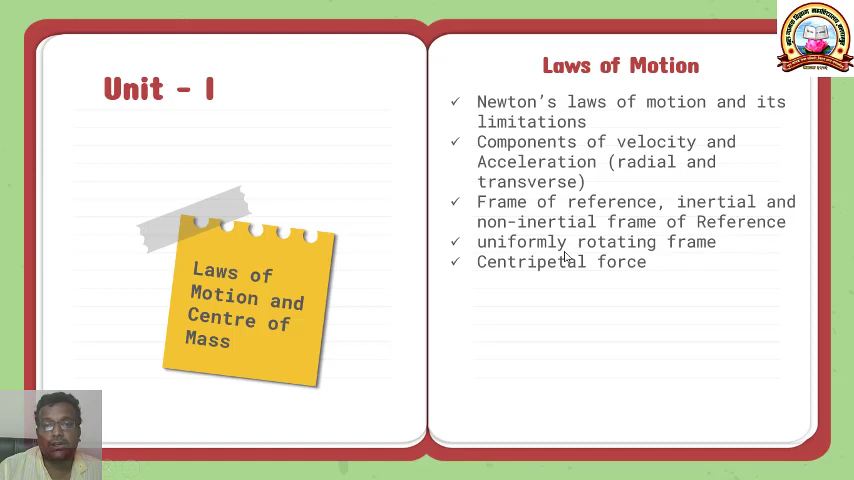 Unit - I
Laws of
Motion and
Centre of
Mass
Laws of Motion
✓ Newton's laws of motion and its
limitations
✓ Components of velocity and
Acceleration (radial and
transverse)
✓ Frame of reference, inertial and
non-inertial frame of Reference
✓ uniformly rotating frame
✓ Centripetal force